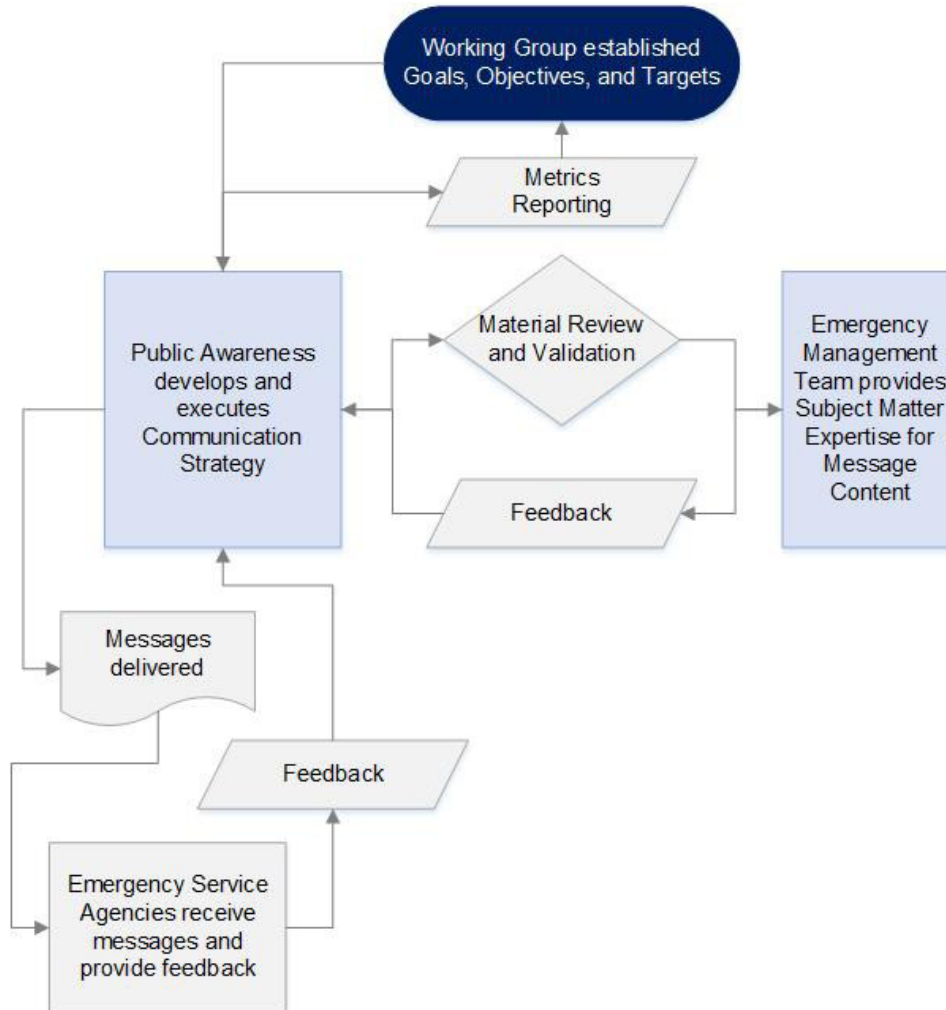 Working Group established
Goals, Objectives, and Targets
Metrics
Reporting
Public Awareness
develops and
executes
Communication
Strategy
Material Review
and Validation
Emergency
Management
Team provides
Subject Matter
Expertise for
Message
Content
Feedback
Messages
delivered
Feedback
Emergency Service
Agencies receive
messages and
provide feedback